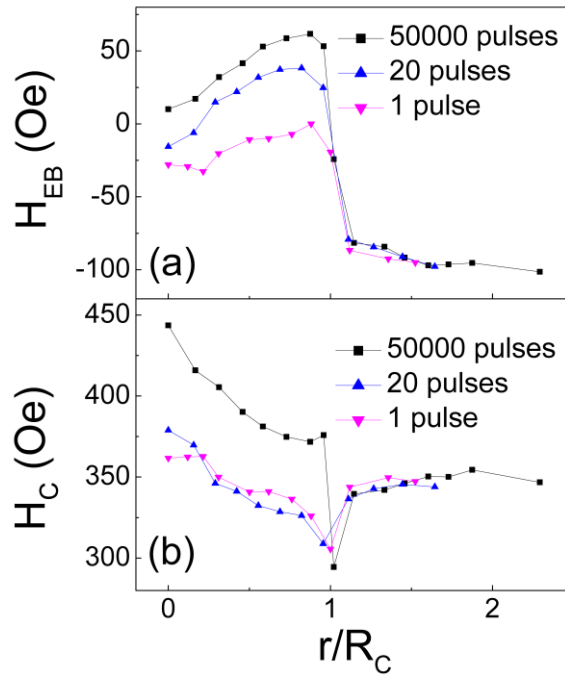 50
0
-50
-100
H_EB (Oe)
50000 pulses
20 pulses
1 pulse
(a)
450
400
350
300
H_C (Oe)
50000 pulses
20 pulses
1 pulse
(b)
0
1
2
r/R_C